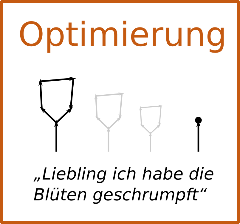 Optimierung
„Liebling ich habe die
Blüten geschrumpft“